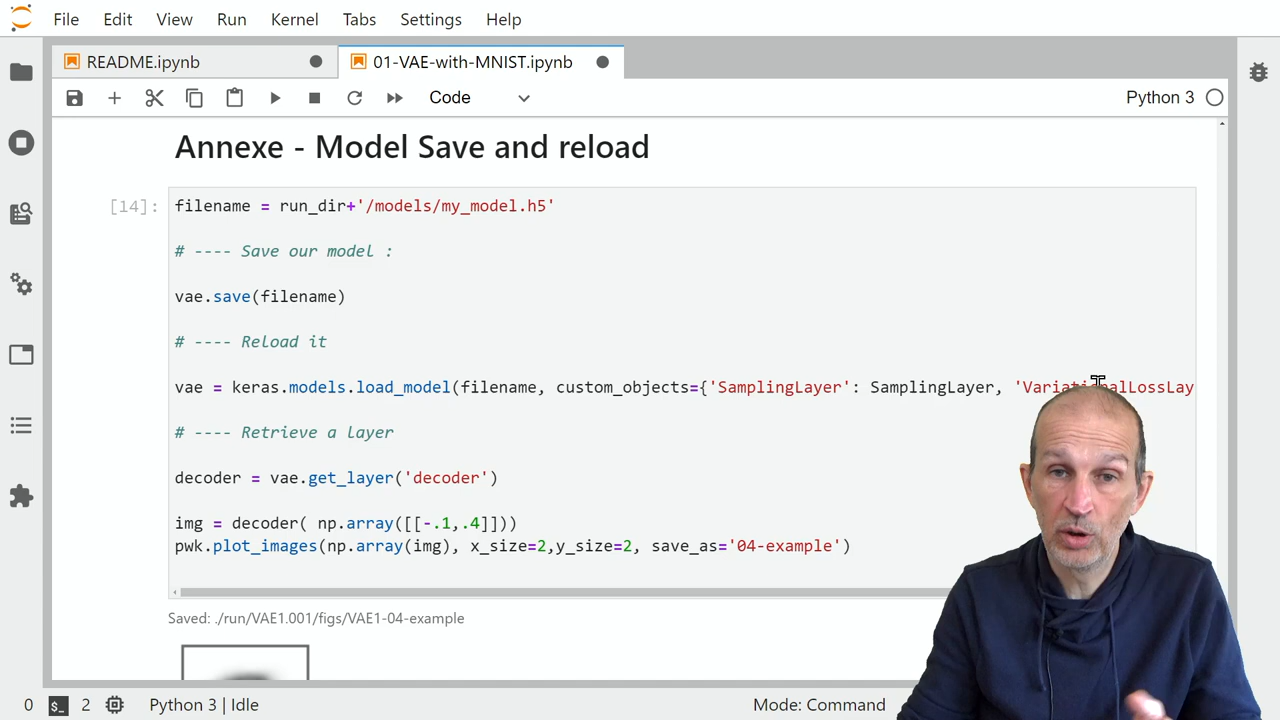 File Edit View Run Kernel Tabs Settings Help
README.ipynb 01-VAE-with-MNIST.ipynb
Code Python 3
Annexe - Model Save and reload
[14]: filename = run_dir+'/models/my_model.h5'
# ---- Save our model :
vae.save(filename)
# ---- Reload it
vae = keras.models.load_model(filename, custom_objects={'SamplingLayer': SamplingLayer, 'VariationalLossLay
# ---- Retrieve a layer
decoder = vae.get_layer('decoder')
img = decoder( np.array([[-.1,.4]]))
pwk.plot_images(np.array(img), x_size=2,y_size=2, save_as='04-example')
Saved: ./run/VAE1.001/figs/VAE1-04-example
0 $_ 2 Python 3 | Idle Mode: Command